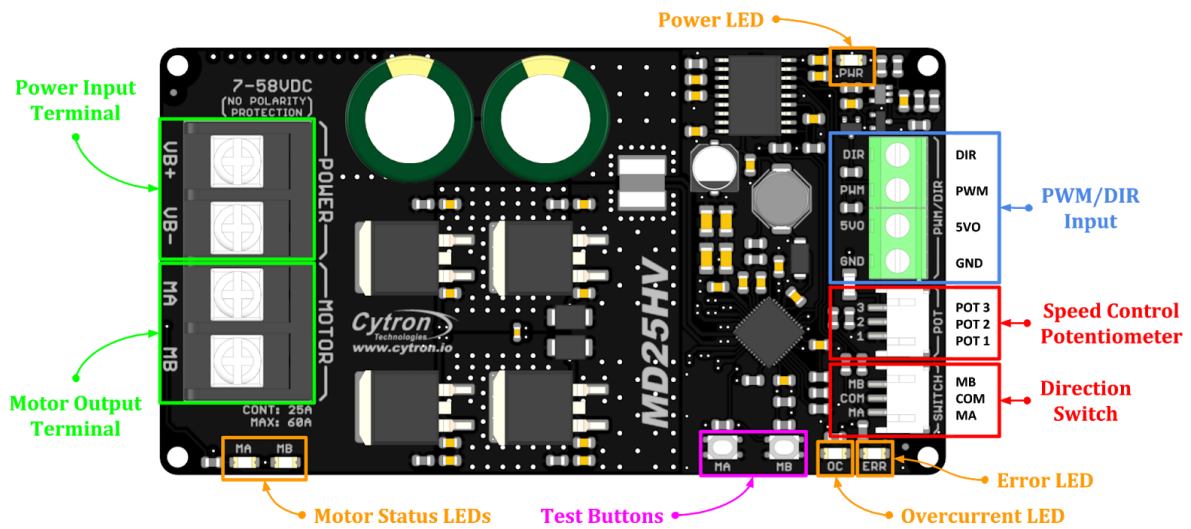 Power LED
PWR
Power Input
Terminal
7-58VDC
(NO POLARITY
PROTECTION)
VB+
VB-
POWER
MA
MB
MOTOR
Motor Output
Terminal
CONT: 25A
MAX: 60A
MA MB
Motor Status LEDs
Cytron
Technologies
www.cytron.io
MD25HV
DIR
PWM
5VO
GND
PWM/DIR
DIR
PWM
5VO
GND
PWM/DIR
Input
3
2
1
POT
POT 3
POT 2
POT 1
Speed Control
Potentiometer
MB
COM
MA
SWITCH
MB
COM
MA
Direction
Switch
MA MB
Test Buttons
OC ERR
Error LED
Overcurrent LED